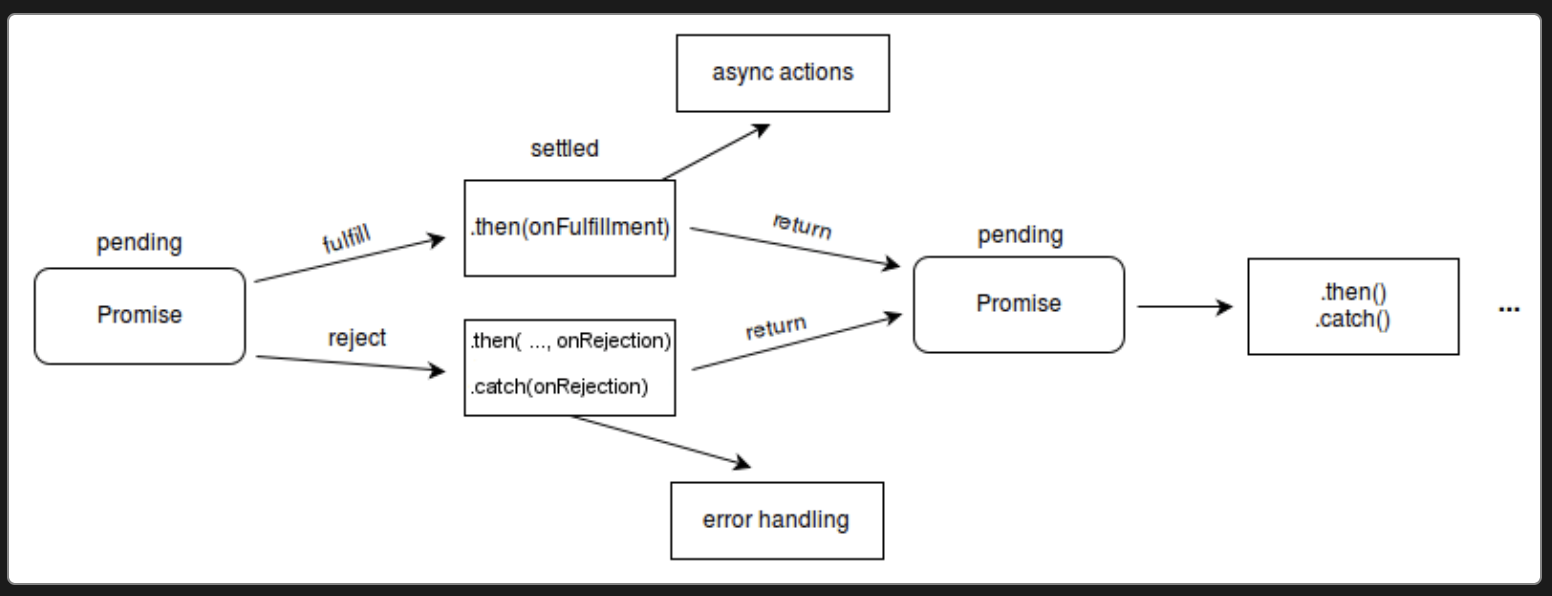 async actions
settled
.then(onFulfillment)
pending
fulfill
return
pending
Promise
Promise
.then()
.catch()
...
reject
.then( ..., onRejection)
return
.catch(onRejection)
error handling